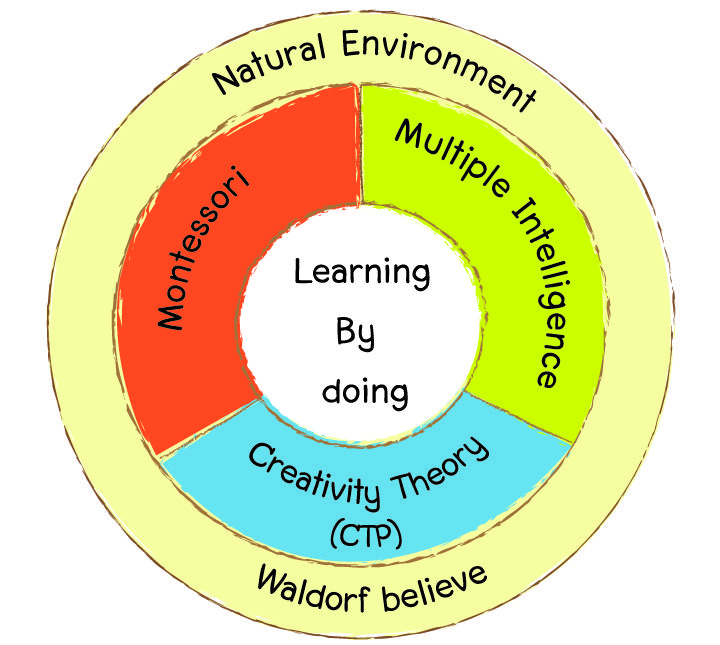 Natural Environment
Montessori
Multiple Intelligence
Learning
By
doing
Creativity Theory
(CTP)
Waldorf believe